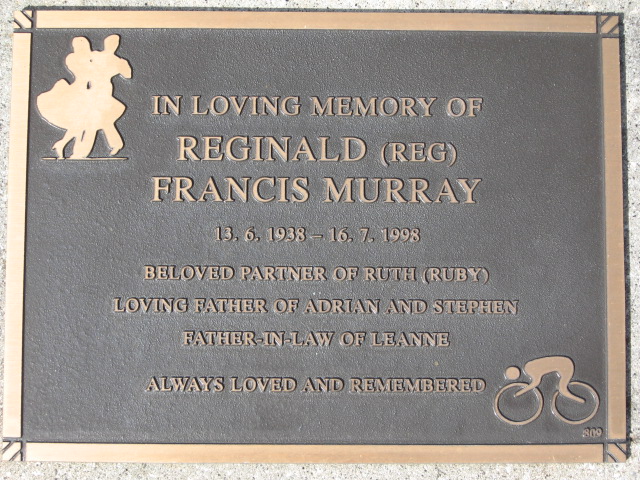 IN LOVING MEMORY OF
REGINALD (REG)
FRANCIS MURRAY
13. 6. 1938 – 16. 7. 1998
BELOVED PARTNER OF RUTH (RUBY)
LOVING FATHER OF ADRIAN AND STEPHEN
FATHER-IN-LAW OF LEANNE
ALWAYS LOVED AND REMEMBERED
809